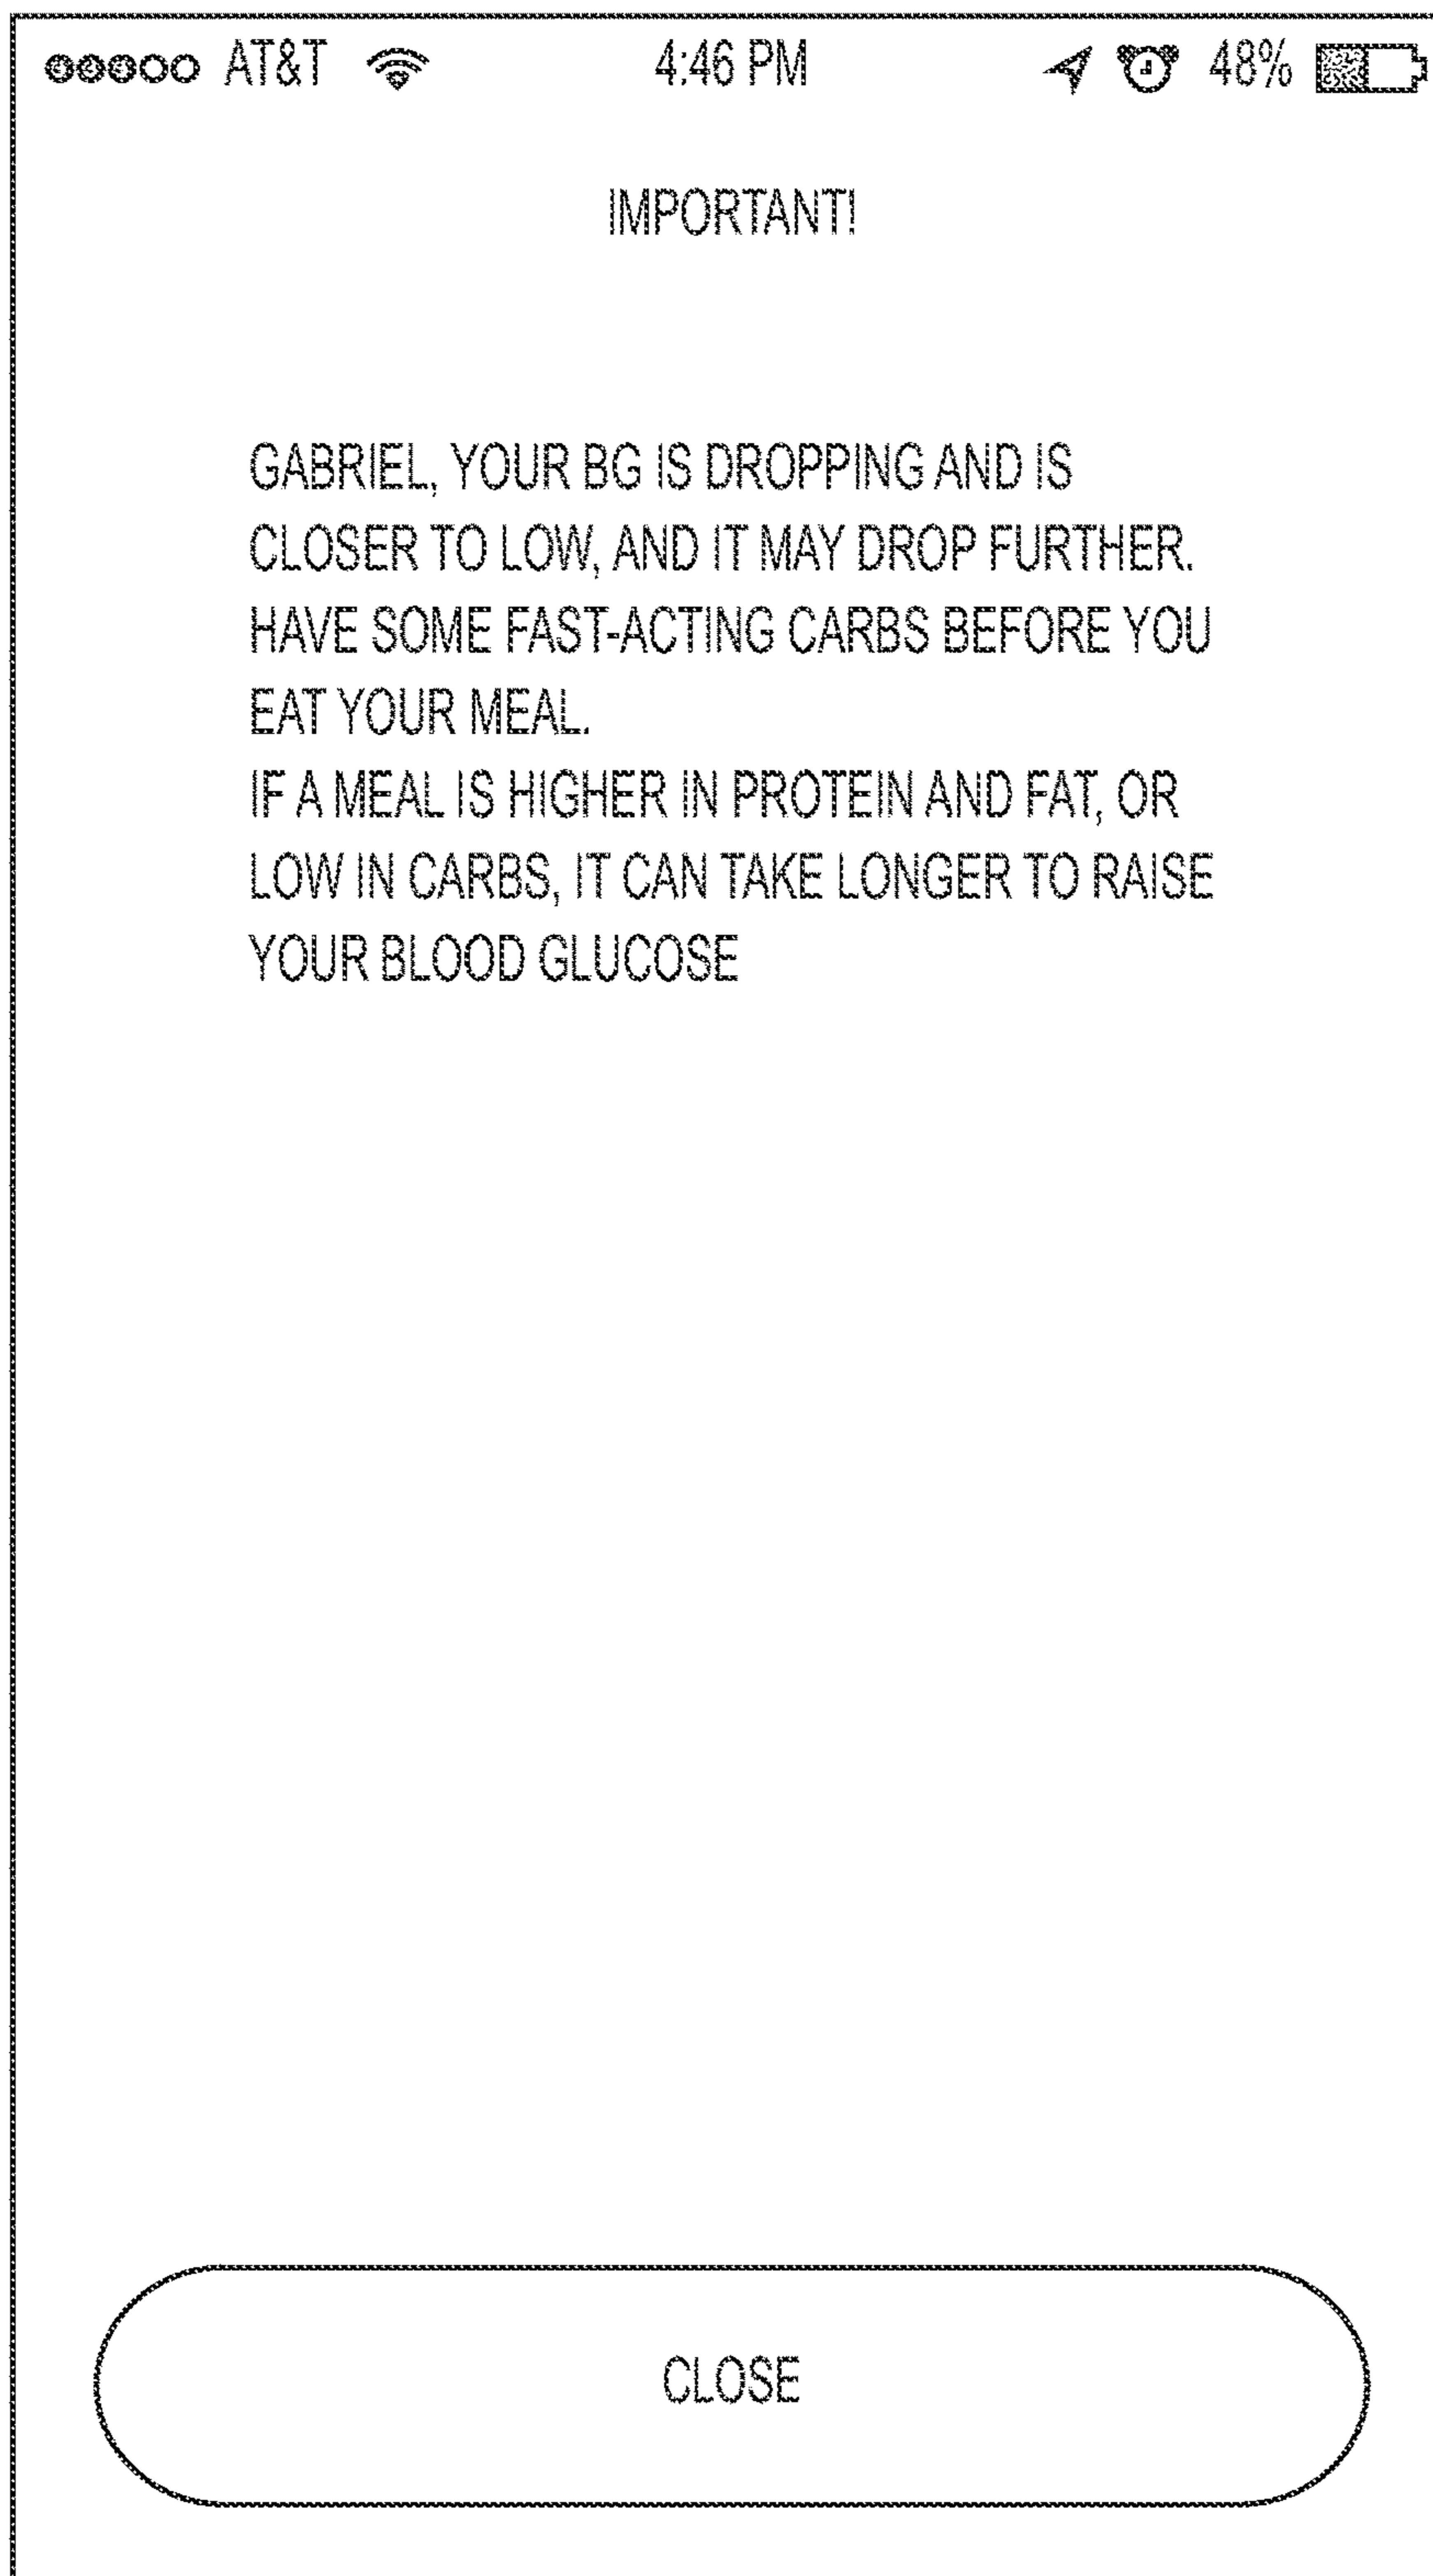 AT&T 4:46 PM 48%
IMPORTANT!
GABRIEL, YOUR BG IS DROPPING AND IS
CLOSER TO LOW, AND IT MAY DROP FURTHER.
HAVE SOME FAST-ACTING CARBS BEFORE YOU
EAT YOUR MEAL.
IF A MEAL IS HIGHER IN PROTEIN AND FAT, OR
LOW IN CARBS, IT CAN TAKE LONGER TO RAISE
YOUR BLOOD GLUCOSE
CLOSE